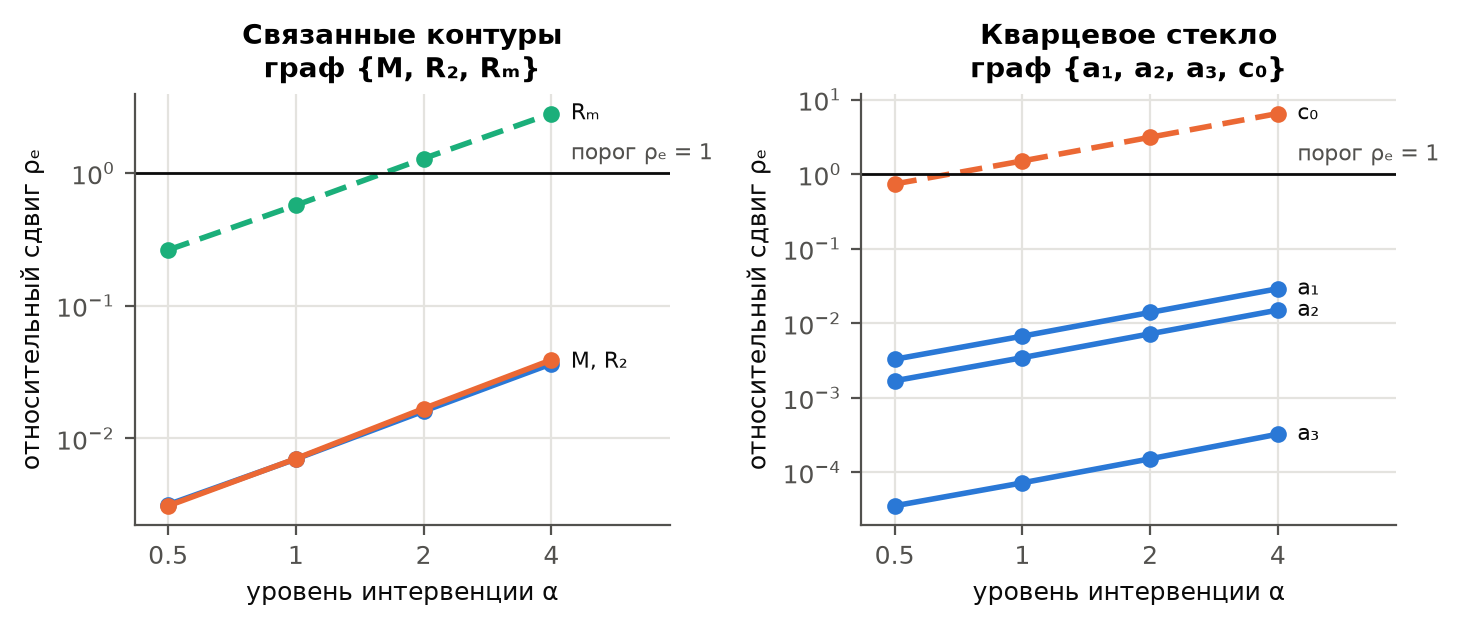 Связанные контуры
граф {M, R₂, Rₘ}
относительный сдвиг ρₑ
10⁰
10⁻¹
10⁻²
Rₘ
порог ρₑ = 1
M, R₂
0.5
1
2
4
уровень интервенции α
Кварцевое стекло
граф {a₁, a₂, a₃, c₀}
относительный сдвиг ρₑ
10¹
10⁰
10⁻¹
10⁻²
10⁻³
10⁻⁴
c₀
порог ρₑ = 1
a₁
a₂
a₃
0.5
1
2
4
уровень интервенции α